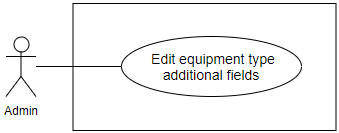 Edit equipment type
additional fields
Admin